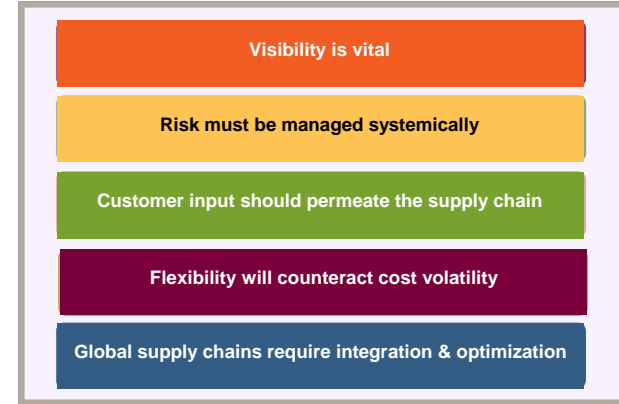 Visibility is vital
Risk must be managed systemically
Customer input should permeate the supply chain
Flexibility will counteract cost volatility
Global supply chains require integration & optimization